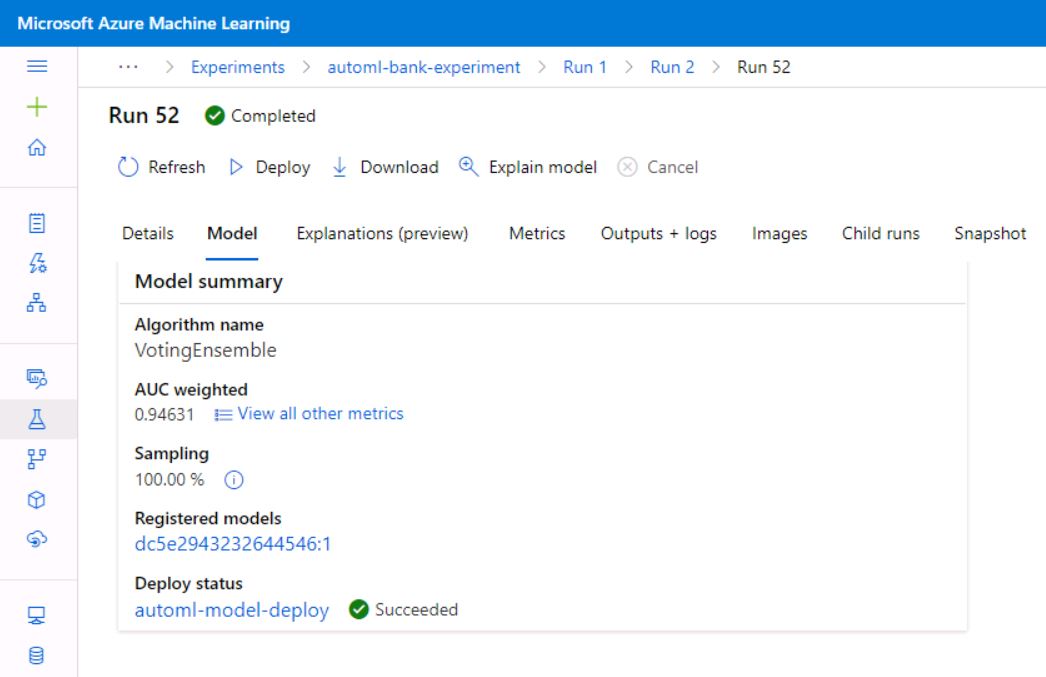 Microsoft Azure Machine Learning
... > Experiments > automl-bank-experiment > Run 1 > Run 2 > Run 52
Run 52 Completed
Refresh Deploy Download Explain model Cancel
Details Model Explanations (preview) Metrics Outputs + logs Images Child runs Snapshot
Model summary
Algorithm name
VotingEnsemble
AUC weighted
0.94631 View all other metrics
Sampling
100.00 %
Registered models
dc5e2943232644546:1
Deploy status
automl-model-deploy Succeeded